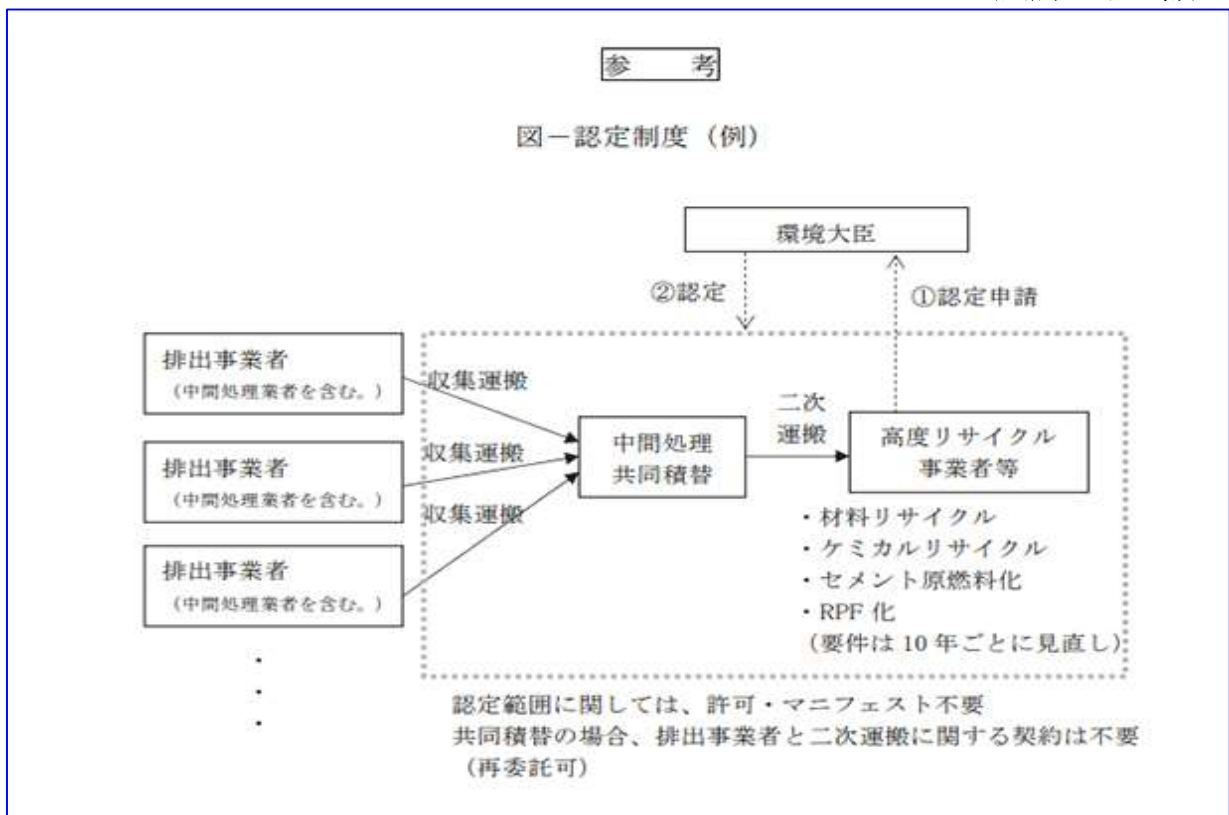 参 考
図－認定制度（例）
環境大臣
②認定
①認定申請
排出事業者
（中間処理業者を含む。）
収集運搬
排出事業者
（中間処理業者を含む。）
収集運搬
排出事業者
（中間処理業者を含む。）
収集運搬
・
・
・
中間処理
共同積替
二次
運搬
高度リサイクル
事業者等
・材料リサイクル
・ケミカルリサイクル
・セメント原燃料化
・RPF 化
（要件は 10 年ごとに見直し）
認定範囲に関しては、許可・マニフェスト不要
共同積替の場合、排出事業者と二次運搬に関する契約は不要
（再委託可）